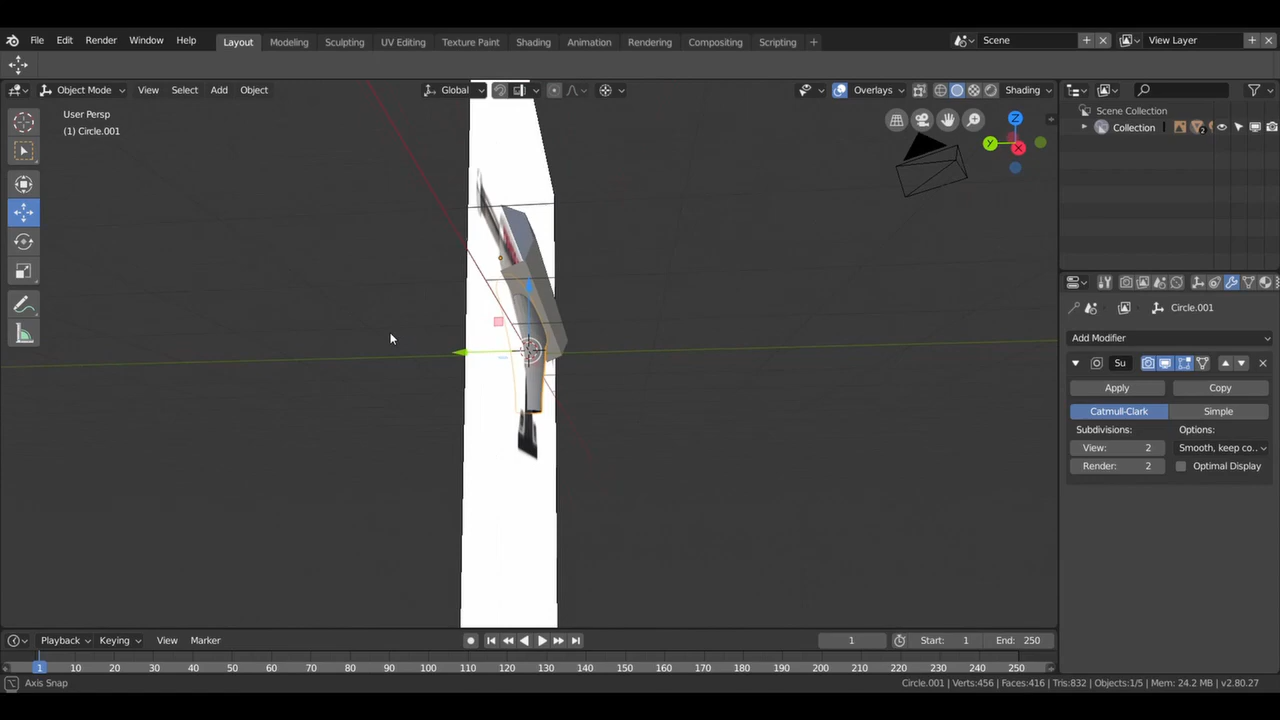 File Edit Render Window Help Layout Modeling Sculpting UV Editing Texture Paint Shading Animation Rendering Compositing Scripting + Scene View Layer
Object Mode View Select Add Object Global Overlays Shading
User Persp
(1) Circle.001
Z
Y
X
Scene Collection
Collection
Circle.001
Add Modifier
Su
Apply Copy
Catmull-Clark Simple
Subdivisions: Options:
View: 2 Smooth, keep co..
Render: 2 Optimal Display
Playback Keying View Marker 1 Start: 1 End: 250
1 10 20 30 40 50 60 70 80 90 100 110 120 130 140 150 160 170 180 190 200 210 220 230 240 250
Axis Snap Circle.001 | Verts:456 | Faces:416 | Tris:832 | Objects:1/5 | Mem: 24.2 MB | v2.80.27